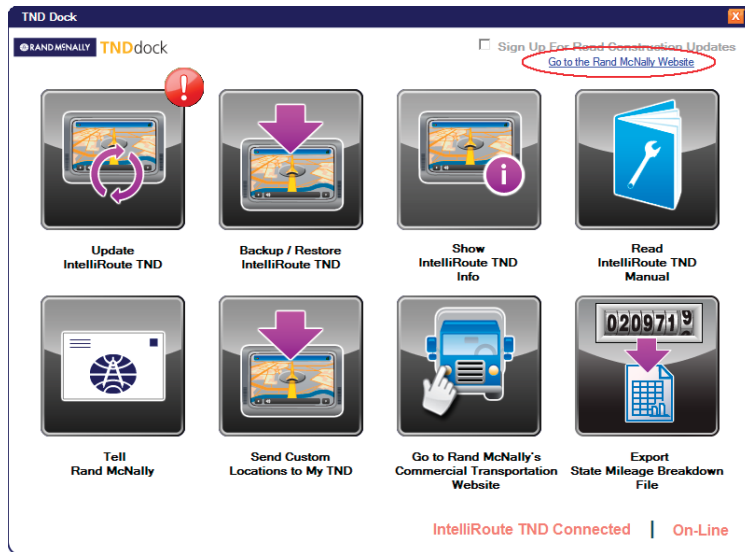 TND Dock
RAND MCNALLY TNDdock
Sign Up For Road Construction Updates
Go to the Rand McNally Website
Update
IntelliRoute TND
Backup / Restore
IntelliRoute TND
Show
IntelliRoute TND
Info
Read
IntelliRoute TND
Manual
Tell
Rand McNally
Send Custom
Locations to My TND
Go to Rand McNally's
Commercial Transportation
Website
020971
Export
State Mileage Breakdown
File
IntelliRoute TND Connected | On-Line